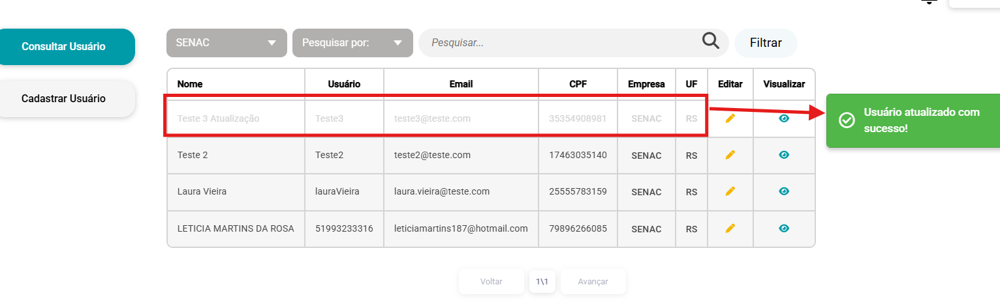 Consultar Usuário
Cadastrar Usuário
SENAC Pesquisar por: Pesquisar... Filtrar
Nome Usuário Email CPF Empresa UF Editar Visualizar
Teste 3 Atualização Teste3 teste3@teste.com 35354908981 SENAC RS
Usuário atualizado com
sucesso!
Teste 2 Teste2 teste2@teste.com 17463035140 SENAC RS
Laura Vieira lauraVieira laura.vieira@teste.com 25555783159 SENAC RS
LETICIA MARTINS DA ROSA 51993233316 leticiamartins187@hotmail.com 79896266085 SENAC RS
Voltar 1\1 Avançar